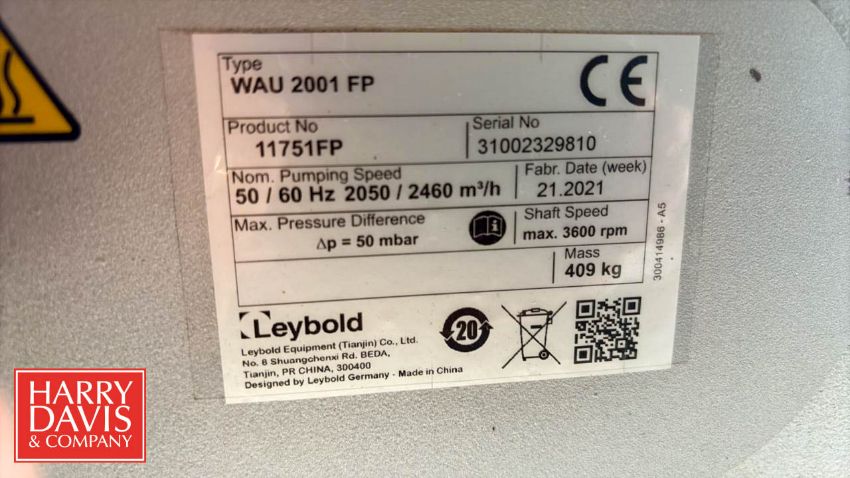 Type
WAU 2001 FP
CE
Product No
11751FP
Serial No
31002329810
Nom. Pumping Speed
50 / 60 Hz 2050 / 2460 m³/h
Fabr. Date (week)
21.2021
Max. Pressure Difference
Δp = 50 mbar
Shaft Speed
max. 3600 rpm
Mass
409 kg
300414986 - A5
Leybold
Leybold Equipment (Tianjin) Co., Ltd.
No. 8 Shuangchenxi Rd. BEDA,
Tianjin, PR CHINA, 300400
Designed by Leybold Germany - Made in China
20
HARRY
DAVIS
& COMPANY